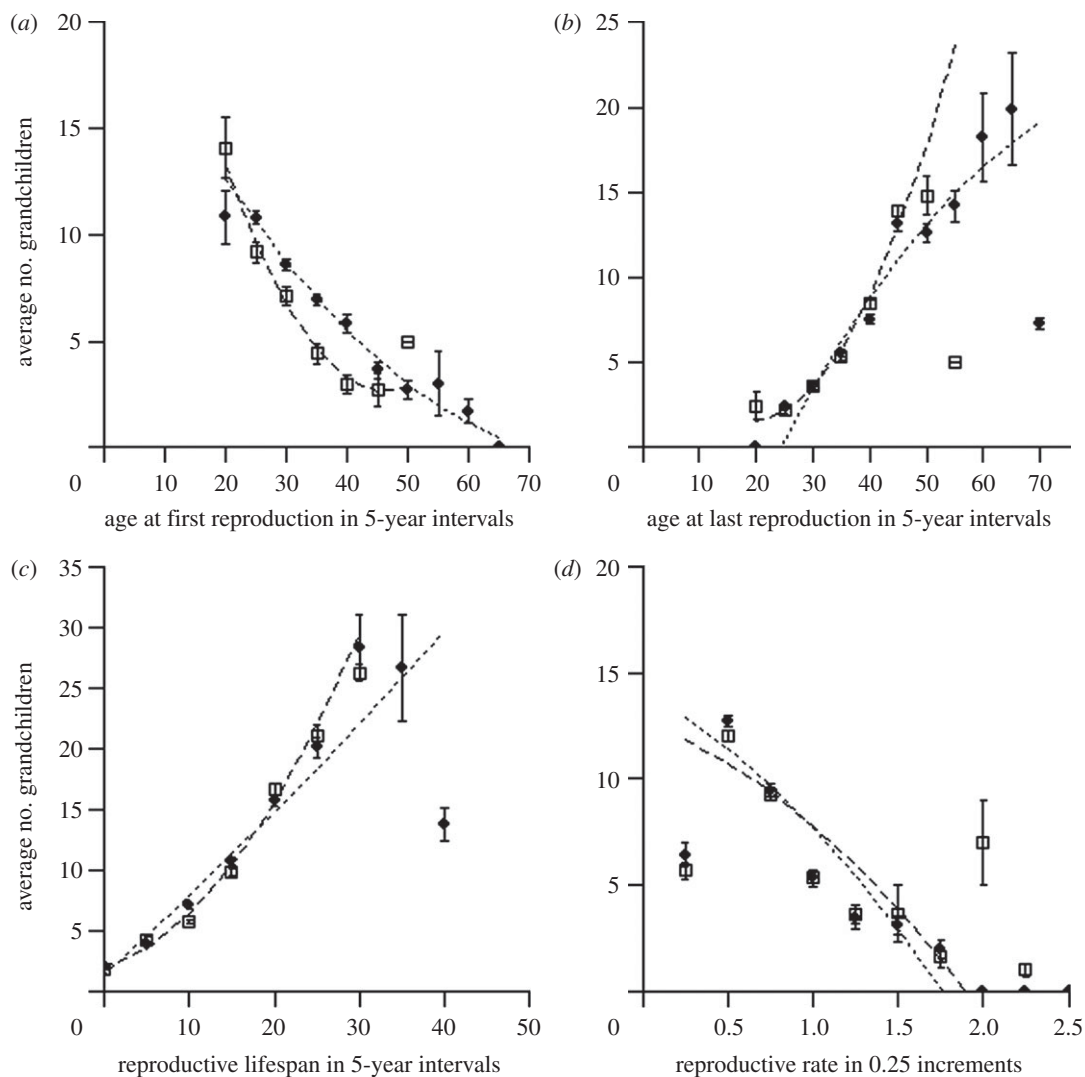 (a) 20
15
10
5
0
average no. grandchildren
10 20 30 40 50 60 70
age at first reproduction in 5-year intervals
(b) 25
20
15
10
5
0
10 20 30 40 50 60 70
age at last reproduction in 5-year intervals
(c) 35
30
25
20
15
10
5
0
average no. grandchildren
10 20 30 40 50
reproductive lifespan in 5-year intervals
(d) 20
15
10
5
0
0.5 1.0 1.5 2.0 2.5
reproductive rate in 0.25 increments